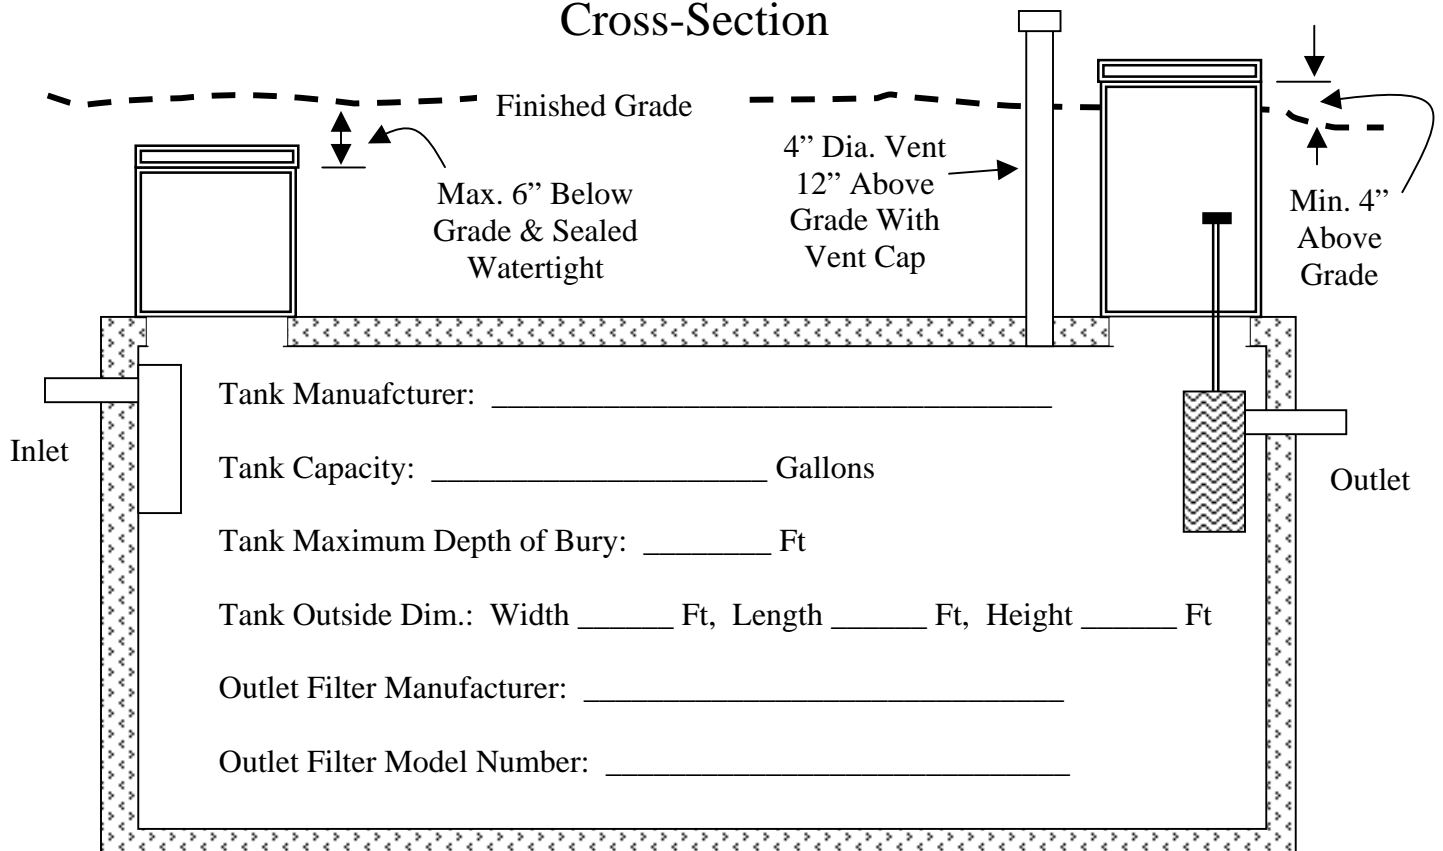 Cross-Section
Finished Grade
Max. 6” Below
Grade & Sealed
Watertight
4” Dia. Vent
12” Above
Grade With
Vent Cap
Min. 4”
Above
Grade
Inlet
Outlet
Tank Manuafcturer: ___________________________________
Tank Capacity: _____________________ Gallons
Tank Maximum Depth of Bury: ________ Ft
Tank Outside Dim.: Width ______ Ft, Length ______ Ft, Height ______ Ft
Outlet Filter Manufacturer: ______________________________
Outlet Filter Model Number: _____________________________